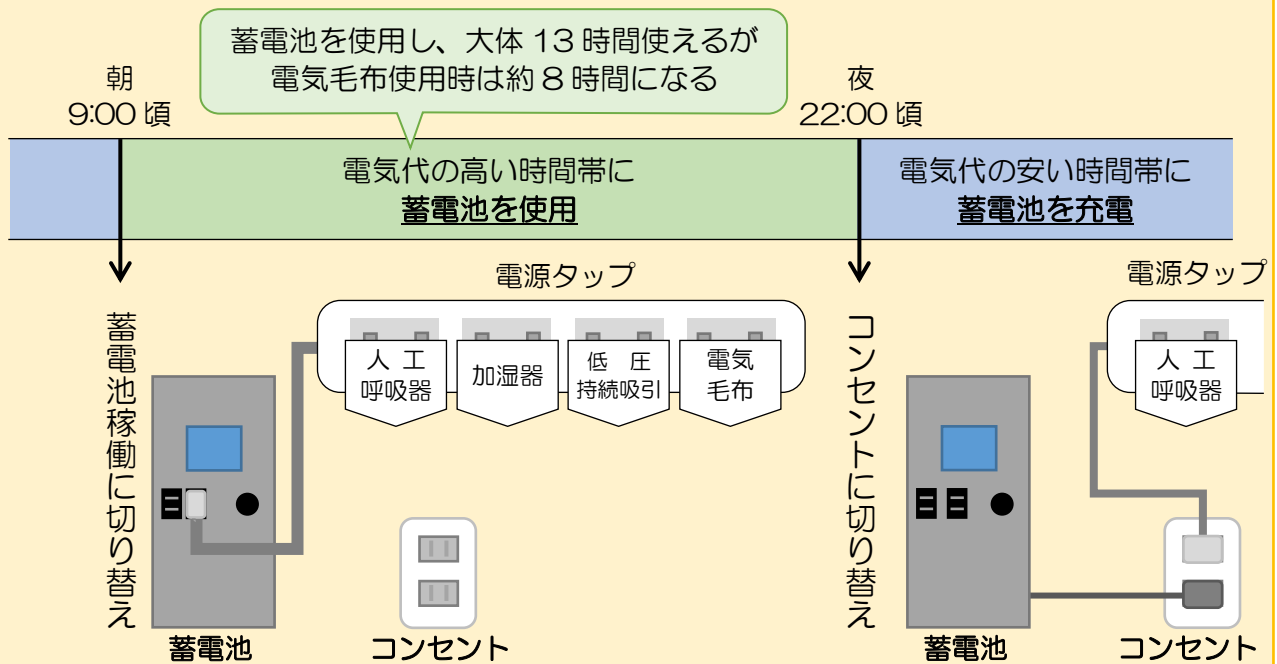 蓄電池を使用し、大体 13 時間使えるが
電気毛布使用時は約 8 時間になる
朝
9:00 頃
夜
22:00 頃
電気代の高い時間帯に
蓄電池を使用
電気代の安い時間帯に
蓄電池を充電
蓄電池稼働に切り替え
電源タップ
人 工
呼吸器
加湿器
低 圧
持続吸引
電気
毛布
蓄電池
コンセント
コンセントに切り替え
電源タップ
人 工
呼吸器
蓄電池
コンセント